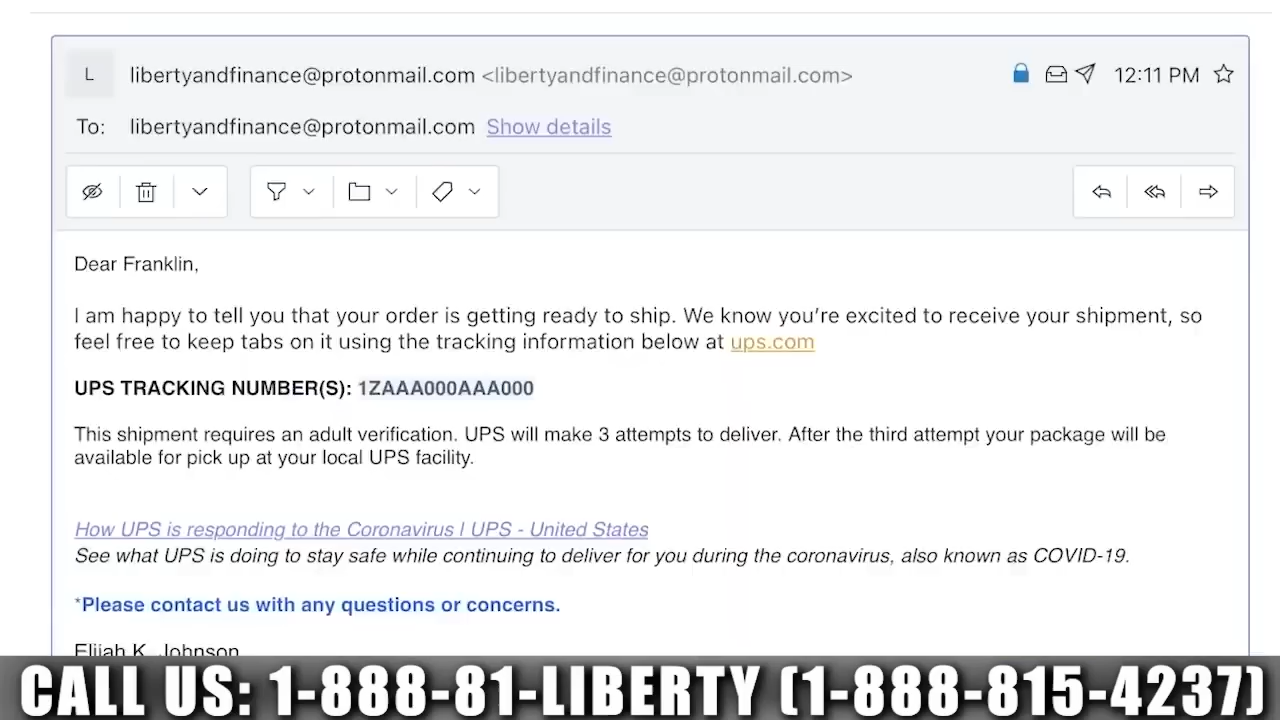 L libertyandfinance@protonmail.com <libertyandfinance@protonmail.com> 12:11 PM
To: libertyandfinance@protonmail.com Show details
Dear Franklin,
I am happy to tell you that your order is getting ready to ship. We know you’re excited to receive your shipment, so
feel free to keep tabs on it using the tracking information below at ups.com
UPS TRACKING NUMBER(S): 1ZAAA000AAA000
This shipment requires an adult verification. UPS will make 3 attempts to deliver. After the third attempt your package will be
available for pick up at your local UPS facility.
How UPS is responding to the Coronavirus | UPS - United States
See what UPS is doing to stay safe while continuing to deliver for you during the coronavirus, also known as COVID-19.
*Please contact us with any questions or concerns.
Elijah K. Johnson
CALL US: 1-888-81-LIBERTY (1-888-815-4237)